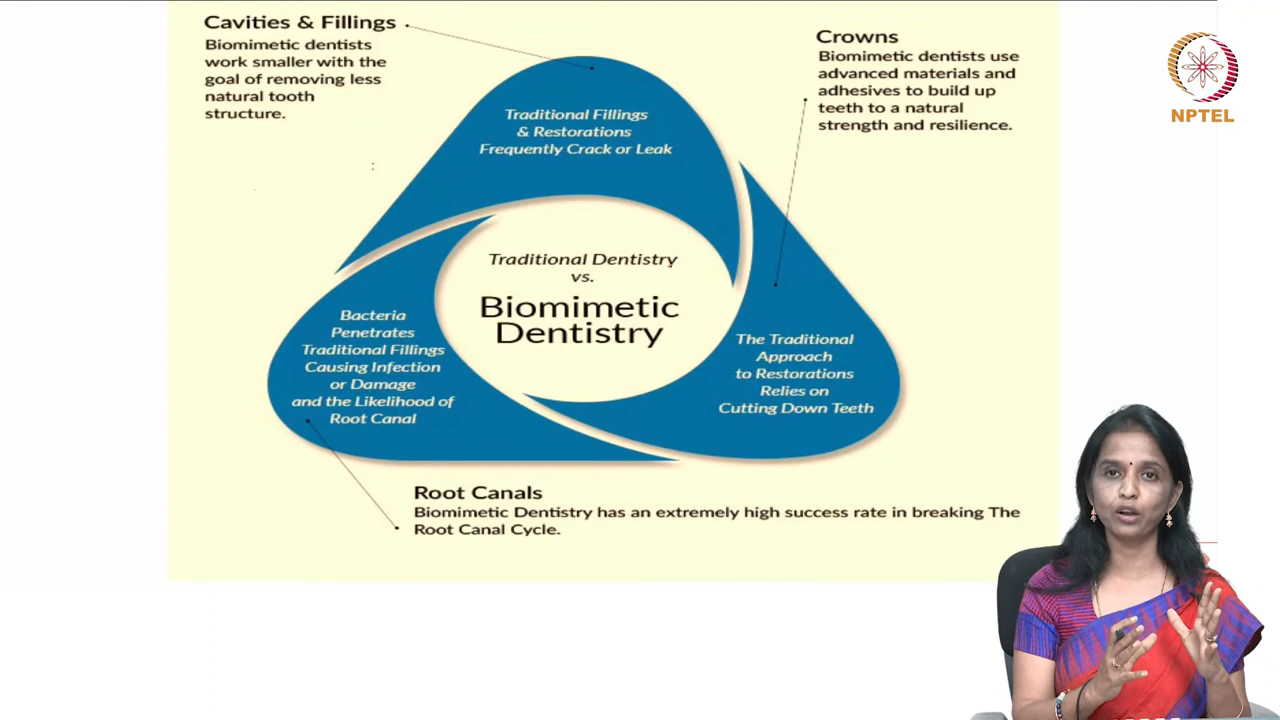 Cavities & Fillings
Biomimetic dentists
work smaller with the
goal of removing less
natural tooth
structure.
Crowns
Biomimetic dentists use
advanced materials and
adhesives to build up
teeth to a natural
strength and resilience.
NPTEL
Traditional Fillings
& Restorations
Frequently Crack or Leak
Traditional Dentistry
vs.
Biomimetic
Dentistry
Bacteria
Penetrates
Traditional Fillings
Causing Infection
or Damage
and the Likelihood of
Root Canal
The Traditional
Approach
to Restorations
Relies on
Cutting Down Teeth
Root Canals
Biomimetic Dentistry has an extremely high success rate in breaking The
Root Canal Cycle.